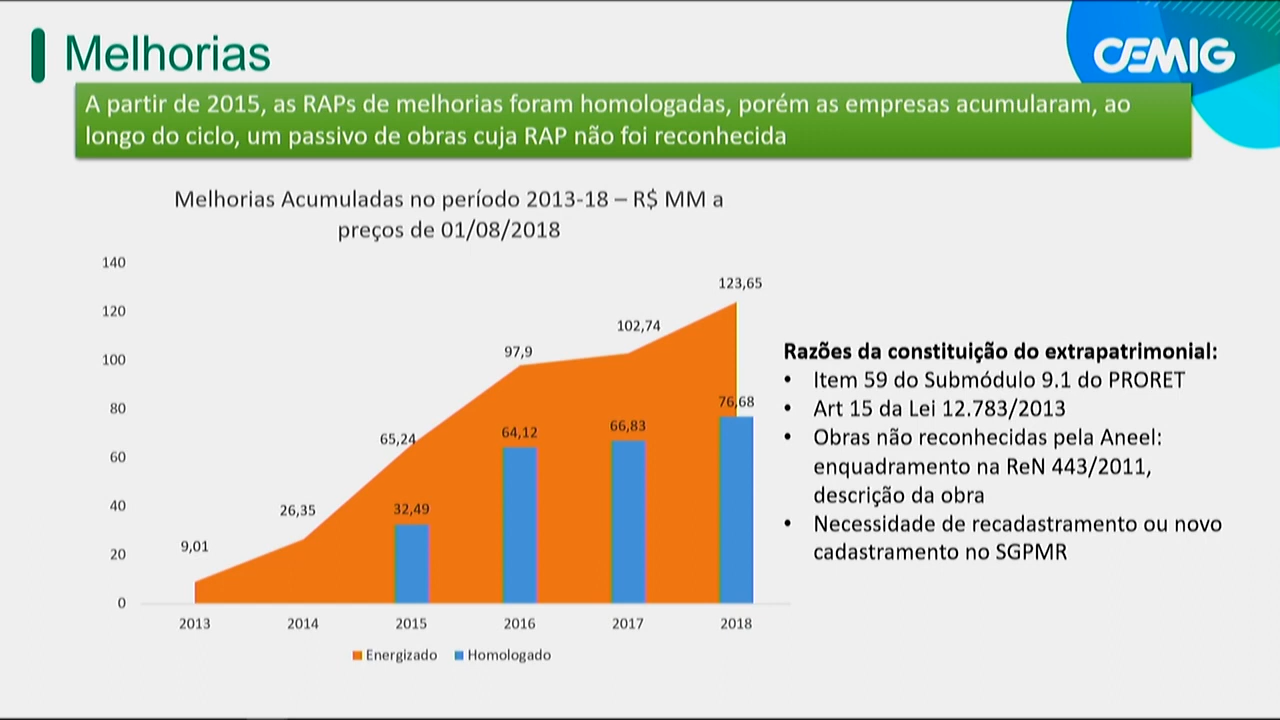 Melhorias
CEMIG
A partir de 2015, as RAPs de melhorias foram homologadas, porém as empresas acumularam, ao
longo do ciclo, um passivo de obras cuja RAP não foi reconhecida
Melhorias Acumuladas no período 2013-18 – R$ MM a
preços de 01/08/2018
140
120
100
80
60
40
20
0
9,01
26,35
65,24
97,9
102,74
123,65
32,49
64,12
66,83
76,68
2013 2014 2015 2016 2017 2018
Energizado Homologado
Razões da constituição do extrapatrimonial:
• Item 59 do Submódulo 9.1 do PRORET
• Art 15 da Lei 12.783/2013
• Obras não reconhecidas pela Aneel:
enquadramento na ReN 443/2011,
descrição da obra
• Necessidade de recadastramento ou novo
cadastramento no SGPMR